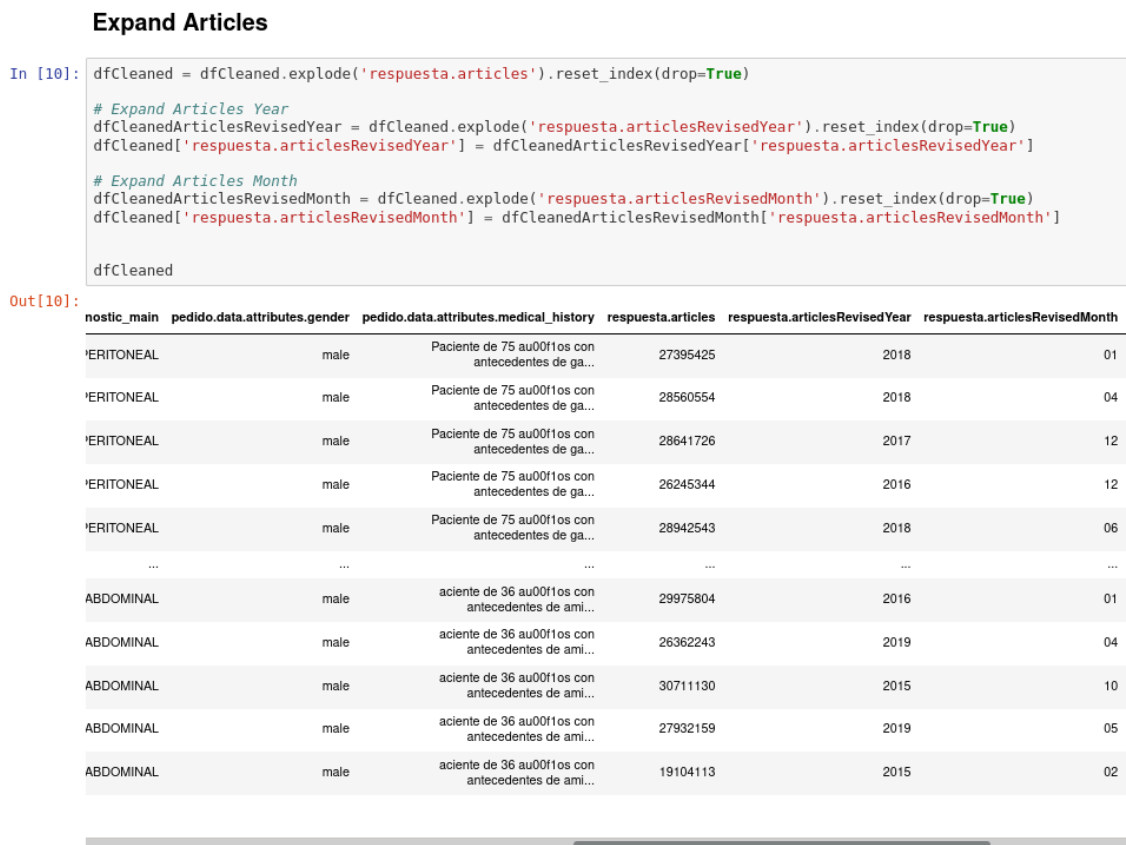 Expand Articles
In [10]:
dfCleaned = dfCleaned.explode('respuesta.articles').reset_index(drop=True)
# Expand Articles Year
dfCleanedArticlesRevisedYear = dfCleaned.explode('respuesta.articlesRevisedYear').reset_index(drop=True)
dfCleaned['respuesta.articlesRevisedYear'] = dfCleanedArticlesRevisedYear['respuesta.articlesRevisedYear']
# Expand Articles Month
dfCleanedArticlesRevisedMonth = dfCleaned.explode('respuesta.articlesRevisedMonth').reset_index(drop=True)
dfCleaned['respuesta.articlesRevisedMonth'] = dfCleanedArticlesRevisedMonth['respuesta.articlesRevisedMonth']
dfCleaned
Out[10]:
nostic_main pedido.data.attributes.gender pedido.data.attributes.medical_history respuesta.articles respuesta.articlesRevisedYear respuesta.articlesRevisedMonth
PERITONEAL male Paciente de 75 au00f1os con
antecedentes de ga... 27395425 2018 01
PERITONEAL male Paciente de 75 au00f1os con
antecedentes de ga... 28560554 2018 04
PERITONEAL male Paciente de 75 au00f1os con
antecedentes de ga... 28641726 2017 12
PERITONEAL male Paciente de 75 au00f1os con
antecedentes de ga... 26245344 2016 12
PERITONEAL male Paciente de 75 au00f1os con
antecedentes de ga... 28942543 2018 06
... ... ... ... ... ...
ABDOMINAL male aciente de 36 au00f1os con
antecedentes de ami... 29975804 2016 01
ABDOMINAL male aciente de 36 au00f1os con
antecedentes de ami... 26362243 2019 04
ABDOMINAL male aciente de 36 au00f1os con
antecedentes de ami... 30711130 2015 10
ABDOMINAL male aciente de 36 au00f1os con
antecedentes de ami... 27932159 2019 05
ABDOMINAL male aciente de 36 au00f1os con
antecedentes de ami... 19104113 2015 02